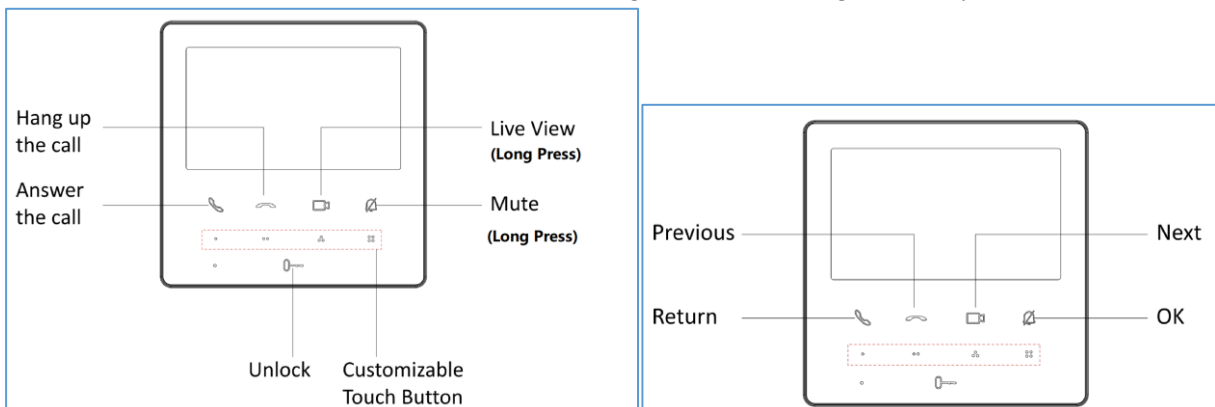 Hang up
the call
Live View
(Long Press)
Answer
the call
Mute
(Long Press)
Unlock
Customizable
Touch Button
Previous
Next
Return
OK